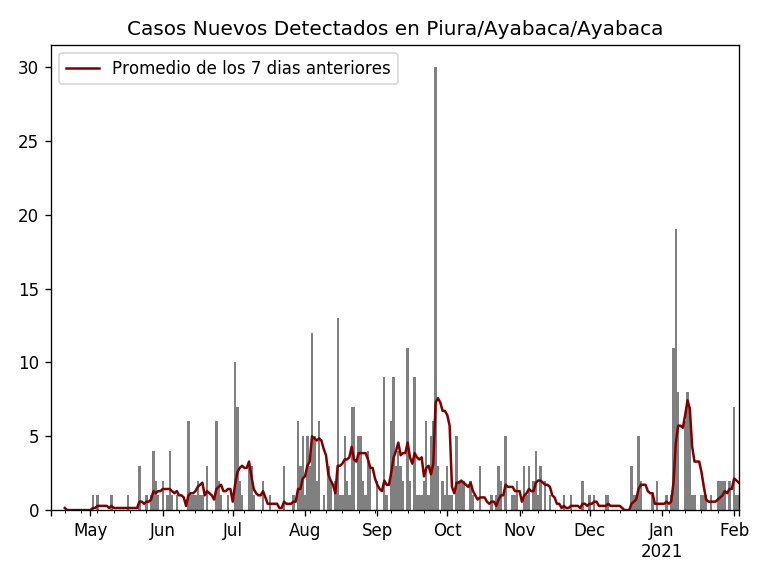 Casos Nuevos Detectados en Piura/Ayabaca/Ayabaca
Promedio de los 7 dias anteriores
30
25
20
15
10
5
0
May Jun Jul Aug Sep Oct Nov Dec Jan Feb
2021